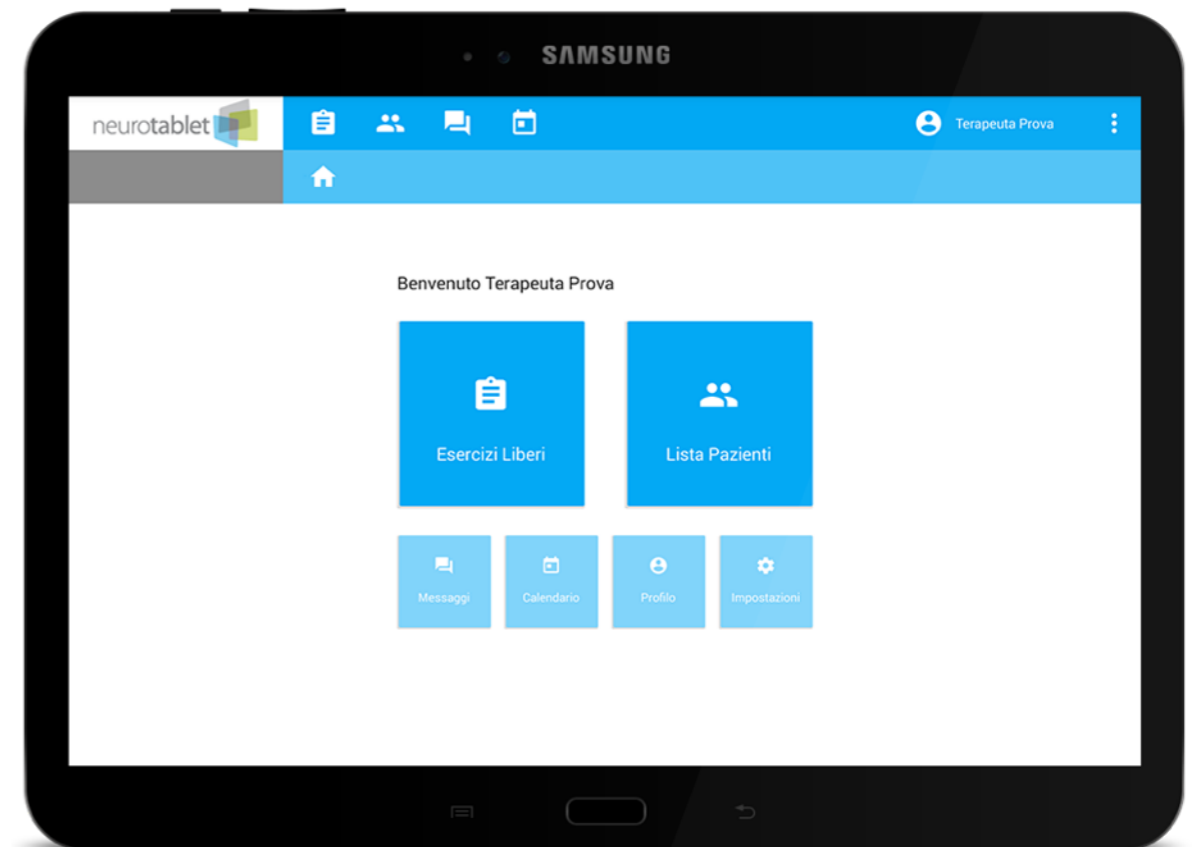 SAMSUNG
neurotablet
Terapeuta Prova
Benvenuto Terapeuta Prova
Esercizi Liberi
Lista Pazienti
Messaggi
Calendario
Profilo
Impostazioni